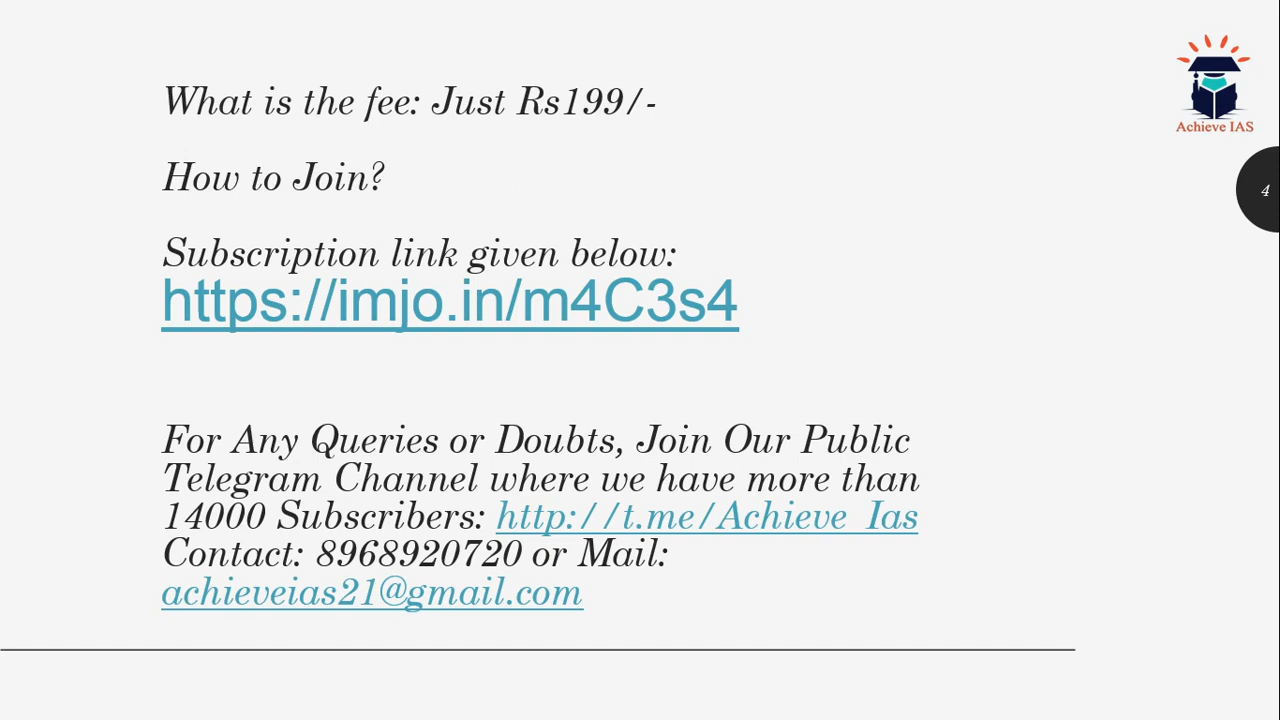 Achieve IAS
4
What is the fee: Just Rs199/-
How to Join?
Subscription link given below:
https://imjo.in/m4C3s4
For Any Queries or Doubts, Join Our Public
Telegram Channel where we have more than
14000 Subscribers: http://t.me/Achieve_Ias
Contact: 8968920720 or Mail:
achieveias21@gmail.com